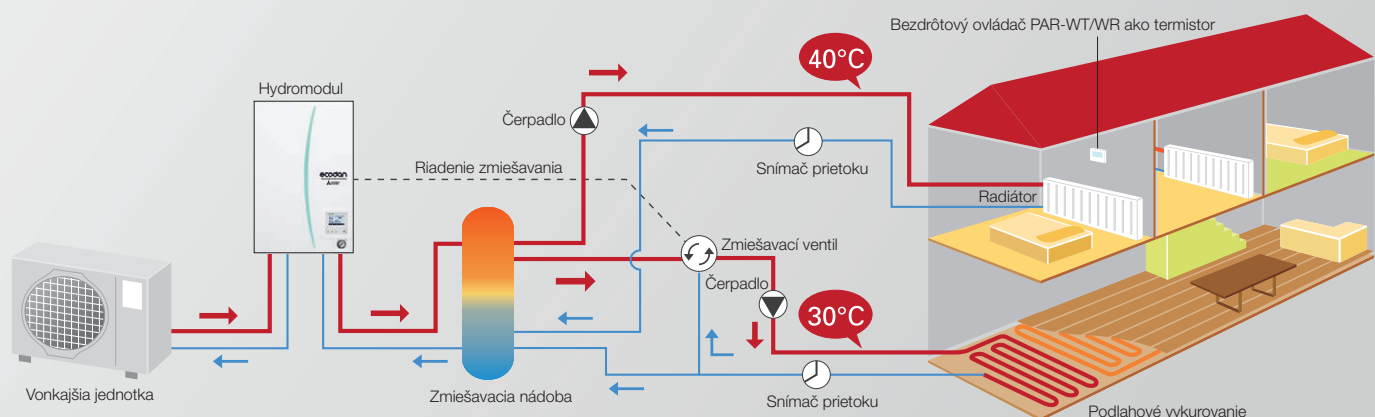 Bezdrôtový ovládač PAR-WT/WR ako termistor
40°C
Hydromodul
Čerpadlo
Riadenie zmiešavania
Snímač prietoku
ecodan
Radiátor
Zmiešavací ventil
Čerpadlo
30°C
Vonkajšia jednotka
Zmiešavacia nádoba
Snímač prietoku
Podlahové vykurovanie